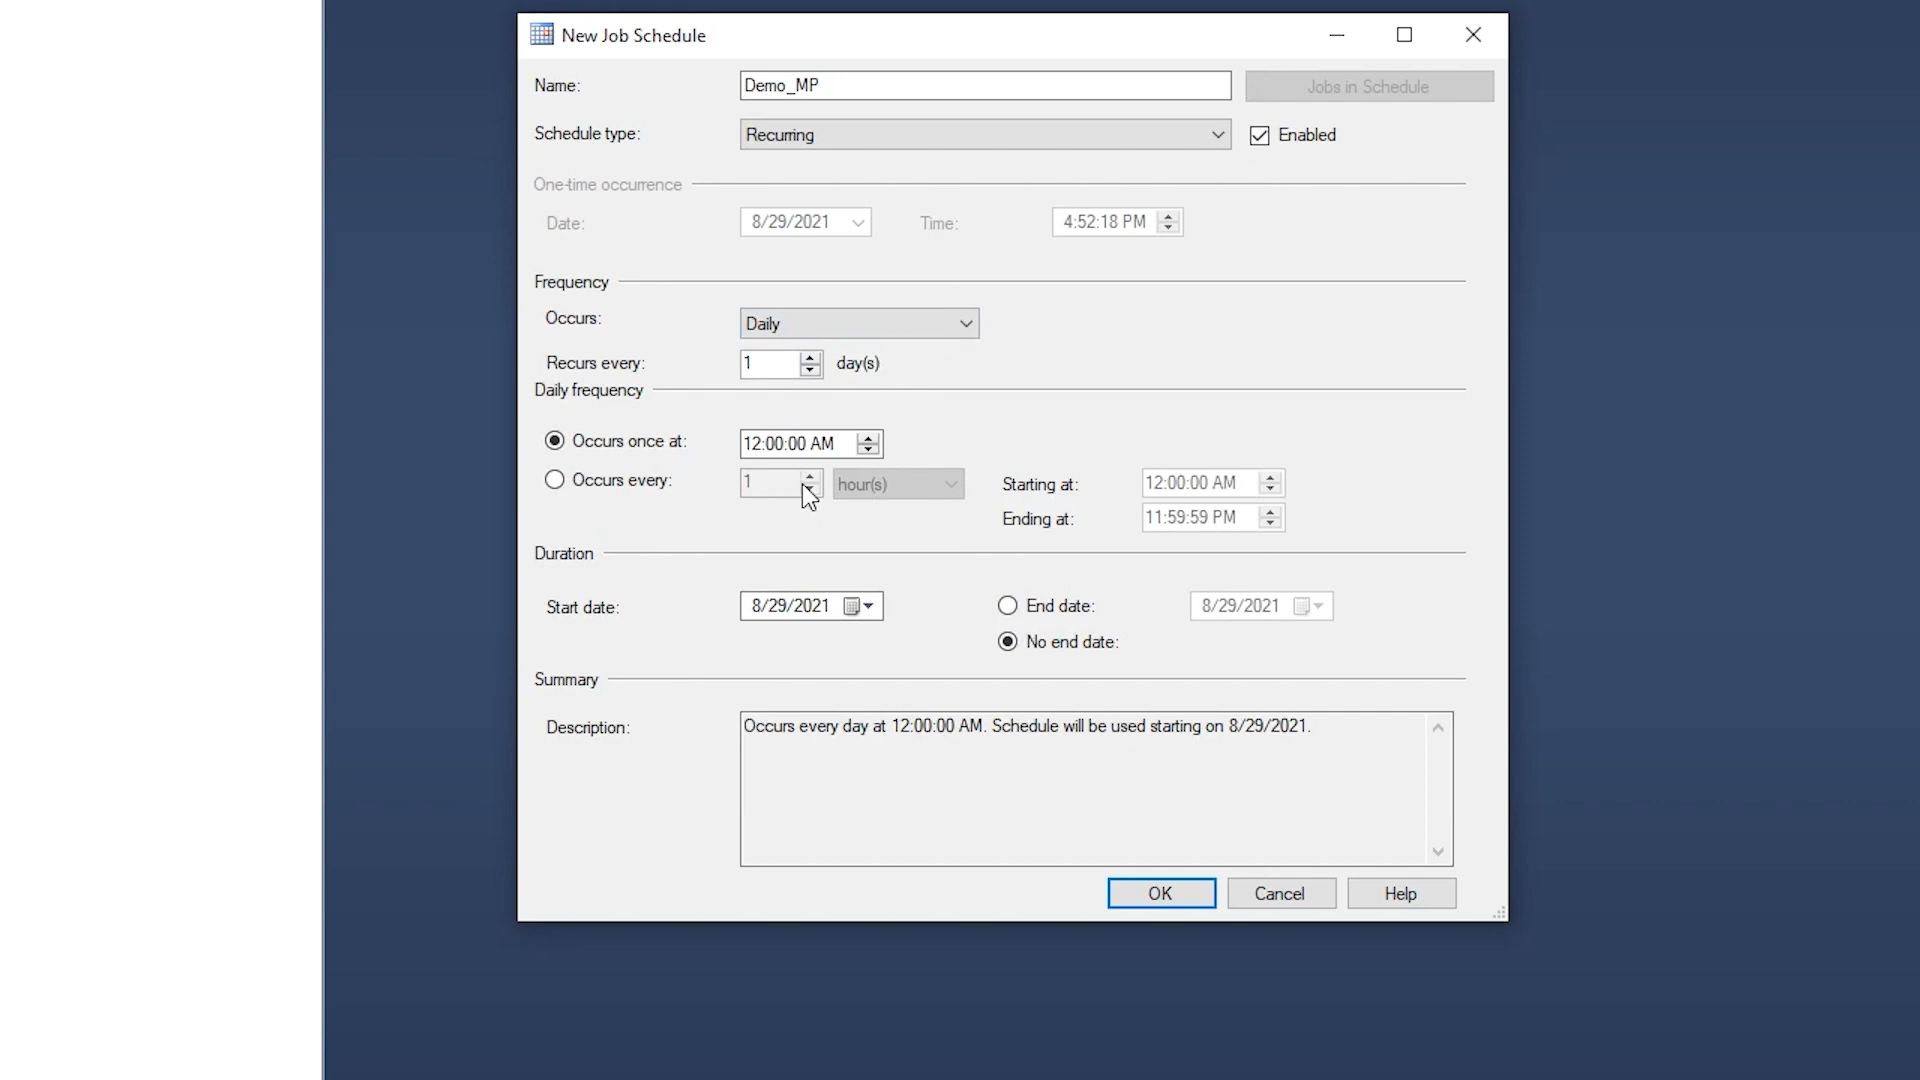 New Job Schedule
Name: Demo_MP Jobs in Schedule
Schedule type: Recurring Enabled
One-time occurrence
Date: 8/29/2021 Time: 4:52:18 PM
Frequency
Occurs: Daily
Recurs every: 1 day(s)
Daily frequency
Occurs once at: 12:00:00 AM
Occurs every: 1 hour(s) Starting at: 12:00:00 AM
Ending at: 11:59:59 PM
Duration
Start date: 8/29/2021 End date: 8/29/2021
No end date:
Summary
Description: Occurs every day at 12:00:00 AM. Schedule will be used starting on 8/29/2021.
OK Cancel Help